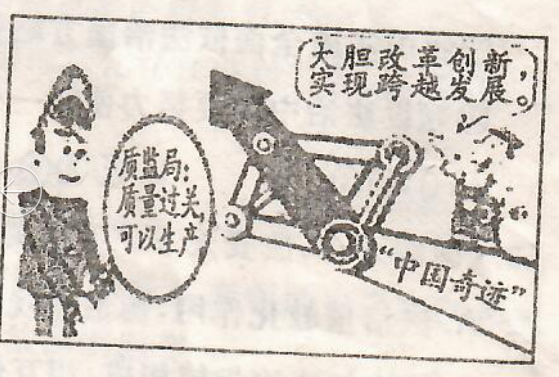 大胆改革创新，
实现跨越发展。
质监局：
质量过关，
可以生产
“中国奇迹”